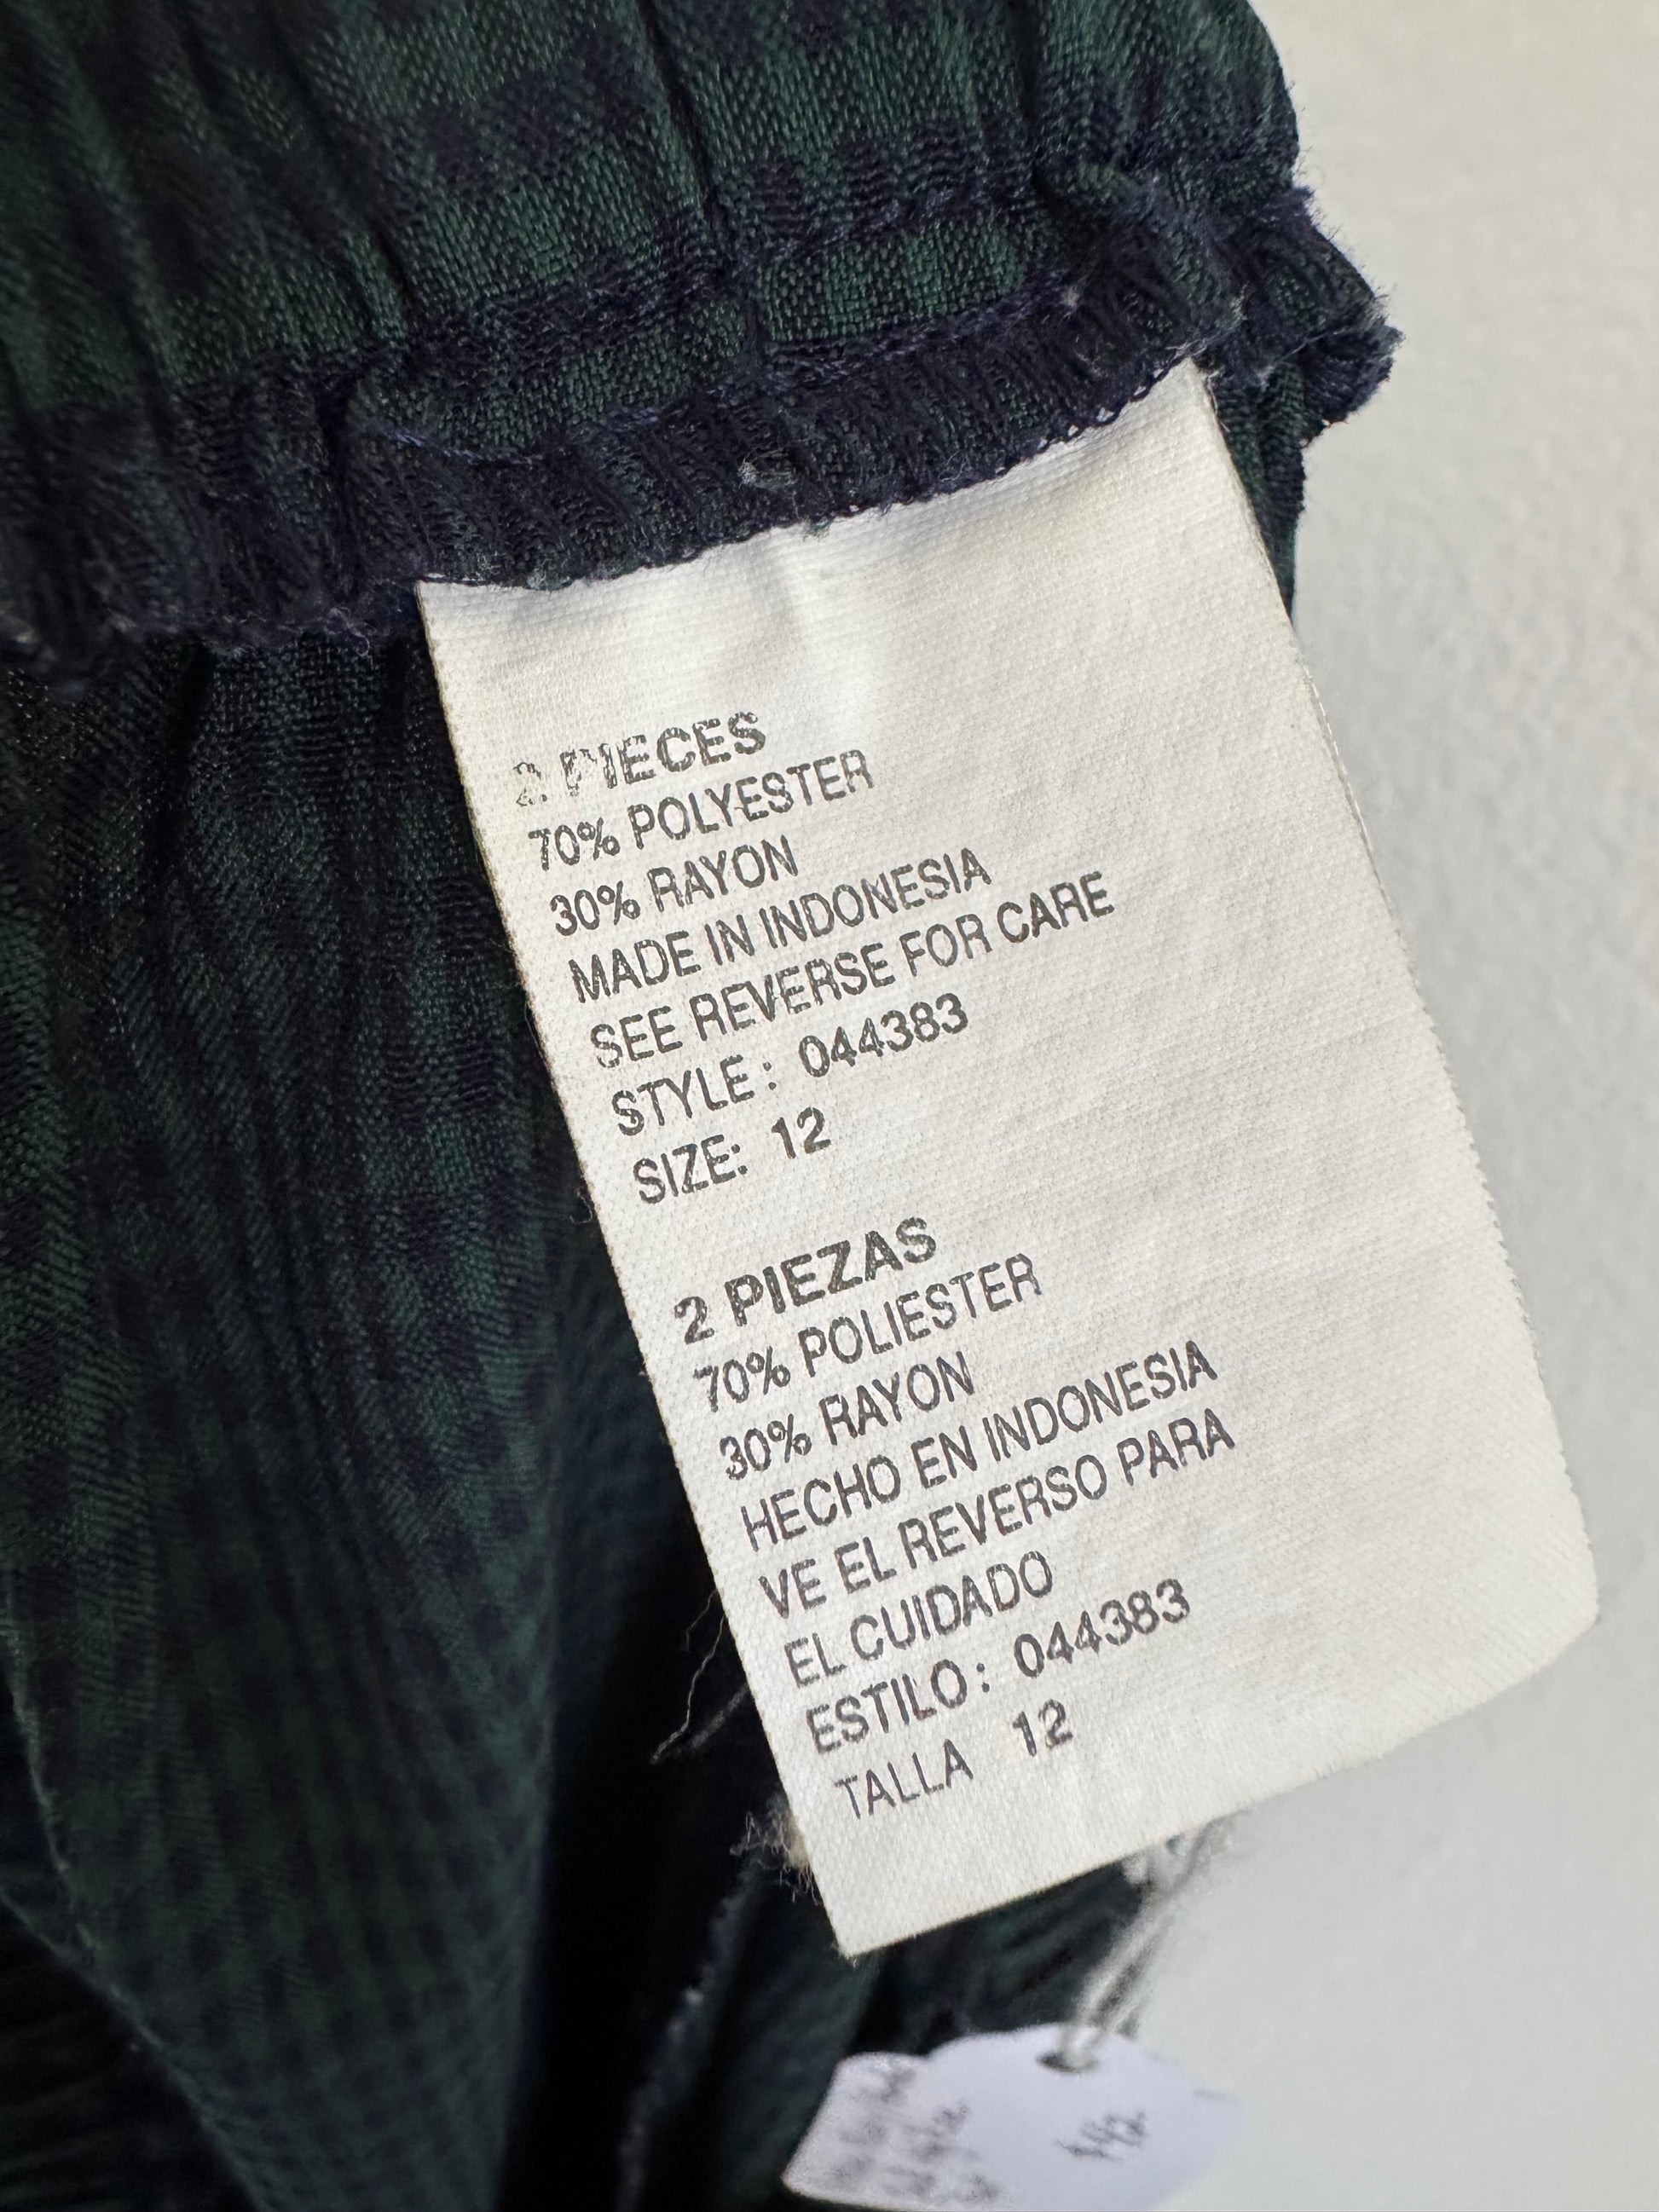 2 PIECES
70% POLYESTER
30% RAYON
MADE IN INDONESIA
SEE REVERSE FOR CARE
STYLE : 044383
SIZE: 12
2 PIEZAS
70% POLIESTER
30% RAYON
HECHO EN INDONESIA
VE EL REVERSO PARA
EL CUIDADO
ESTILO : 044383
TALLA 12